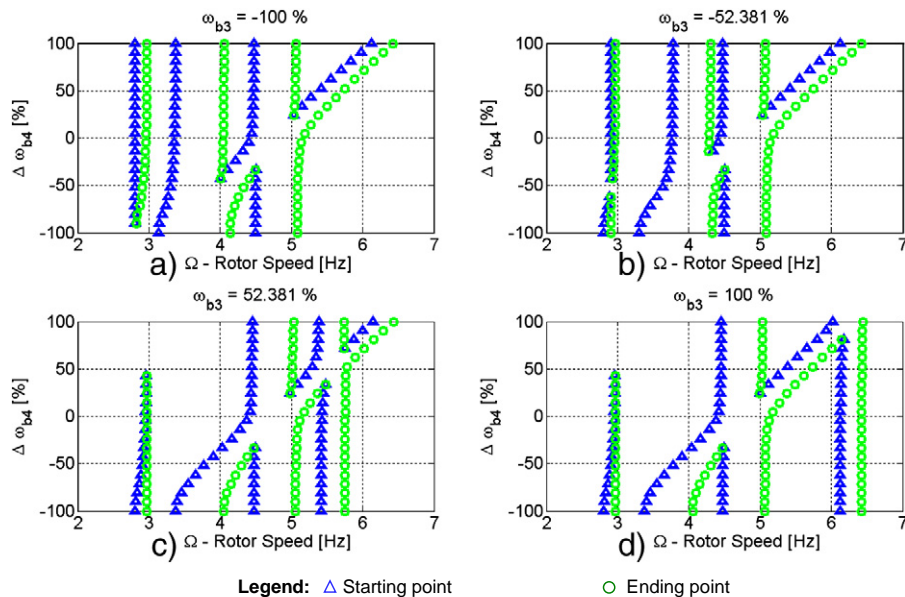 ω_b3 = -100 %
ω_b3 = -52.381 %
100
50
0
-50
-100
Δ ω_b4 [%]
2 3 4 5 6 7
a) Ω - Rotor Speed [Hz]
100
50
0
-50
-100
Δ ω_b4 [%]
2 3 4 5 6 7
b) Ω - Rotor Speed [Hz]
ω_b3 = 52.381 %
ω_b3 = 100 %
100
50
0
-50
-100
Δ ω_b4 [%]
2 3 4 5 6 7
c) Ω - Rotor Speed [Hz]
100
50
0
-50
-100
Δ ω_b4 [%]
2 3 4 5 6 7
d) Ω - Rotor Speed [Hz]
Legend: △ Starting point ○ Ending point